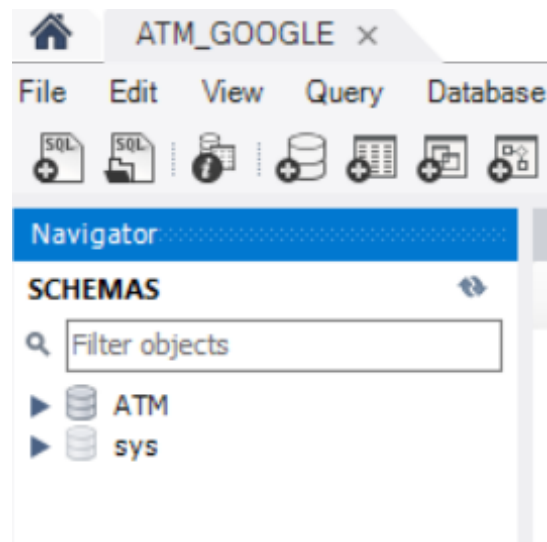 ATM_GOOGLE ×
File Edit View Query Database
SQL SQL
Navigator
SCHEMAS
Filter objects
ATM
sys